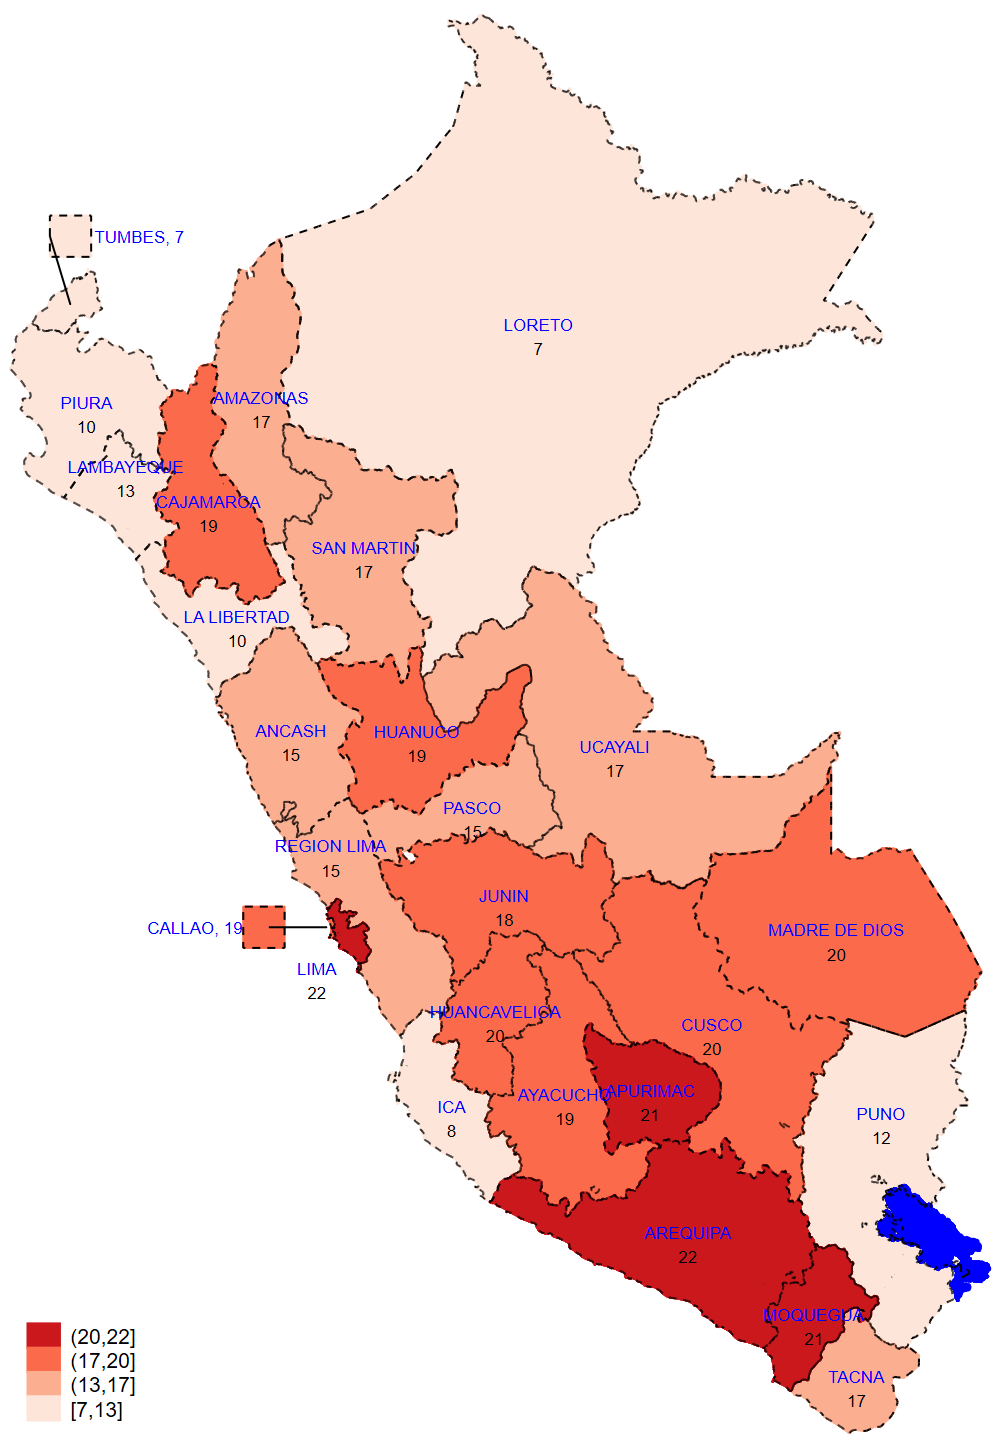 TUMBES, 7
LORETO
7
AMAZONAS
17
PIURA
10
LAMBAYEQUE
13
CAJAMARCA
19
SAN MARTIN
17
LA LIBERTAD
10
ANCASH
15
HUANUCO
19
UCAYALI
17
PASCO
15
REGION LIMA
15
JUNIN
18
CALLAO, 19
MADRE DE DIOS
20
LIMA
22
HUANCAVELICA
20
CUSCO
20
AYACUCHO
19
APURIMAC
21
ICA
8
PUNO
12
AREQUIPA
22
MOQUEGUA
21
TACNA
17
(20,22]
(17,20]
(13,17]
[7,13]